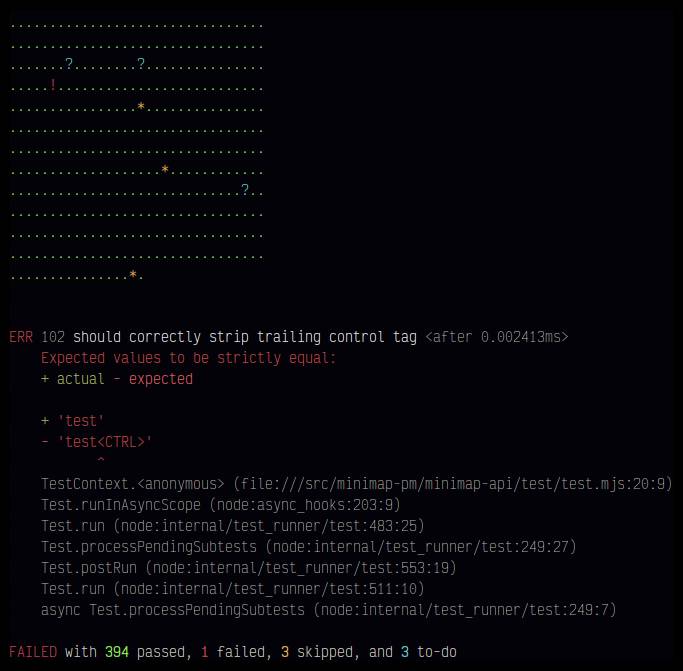 ................................
................................
.......?........?...............
.....!..........................
................*...............
................................
................................
...................*............
.............................?..
................................
................................
................................
...............*.
ERR 102 should correctly strip trailing control tag <after 0.002413ms>
Expected values to be strictly equal:
+ actual - expected
+ 'test'
- 'test<CTRL>'
^
TestContext.<anonymous> (file:///src/minimap-pm/minimap-api/test/test.mjs:20:9)
Test.runInAsyncScope (node:async_hooks:203:9)
Test.run (node:internal/test_runner/test:483:25)
Test.processPendingSubtests (node:internal/test_runner/test:249:27)
Test.postRun (node:internal/test_runner/test:553:19)
Test.run (node:internal/test_runner/test:511:10)
async Test.processPendingSubtests (node:internal/test_runner/test:249:7)
FAILED with 394 passed, 1 failed, 3 skipped, and 3 to-do